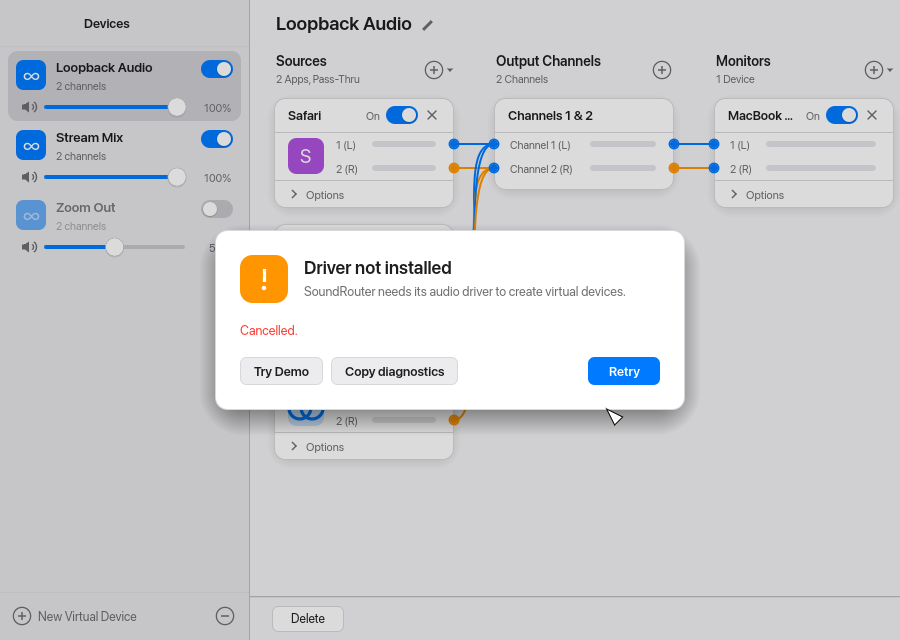 Devices
Loopback Audio
2 channels
100%
Stream Mix
2 channels
100%
Zoom Out
2 channels
New Virtual Device
Loopback Audio
Sources
2 Apps, Pass-Thru
Output Channels
2 Channels
Monitors
1 Device
Safari
On
S
1 (L)
2 (R)
Options
Channels 1 & 2
Channel 1 (L)
Channel 2 (R)
MacBook ...
On
1 (L)
2 (R)
Options
Driver not installed
SoundRouter needs its audio driver to create virtual devices.
Cancelled.
Try Demo
Copy diagnostics
Retry
2 (R)
Options
Delete